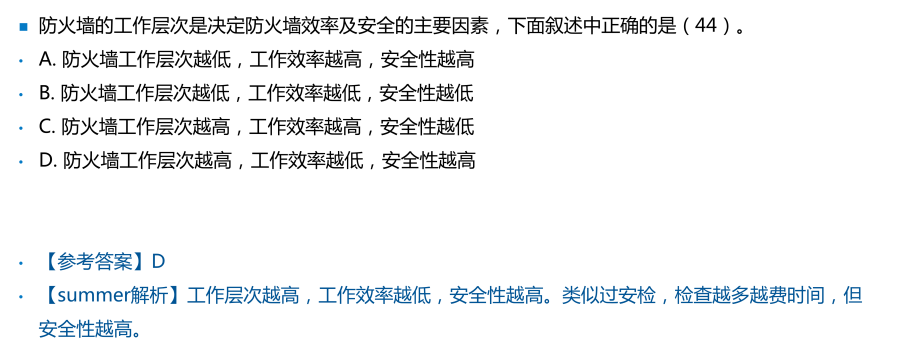 防火墙的工作层次是决定防火墙效率及安全的主要因素，下面叙述中正确的是（44）。
A. 防火墙工作层次越低，工作效率越高，安全性越高
B. 防火墙工作层次越低，工作效率越低，安全性越低
C. 防火墙工作层次越高，工作效率越高，安全性越低
D. 防火墙工作层次越高，工作效率越低，安全性越高
【参考答案】D
【summer解析】工作层次越高，工作效率越低，安全性越高。类似过安检，检查越多越费时间，但
安全性越高。